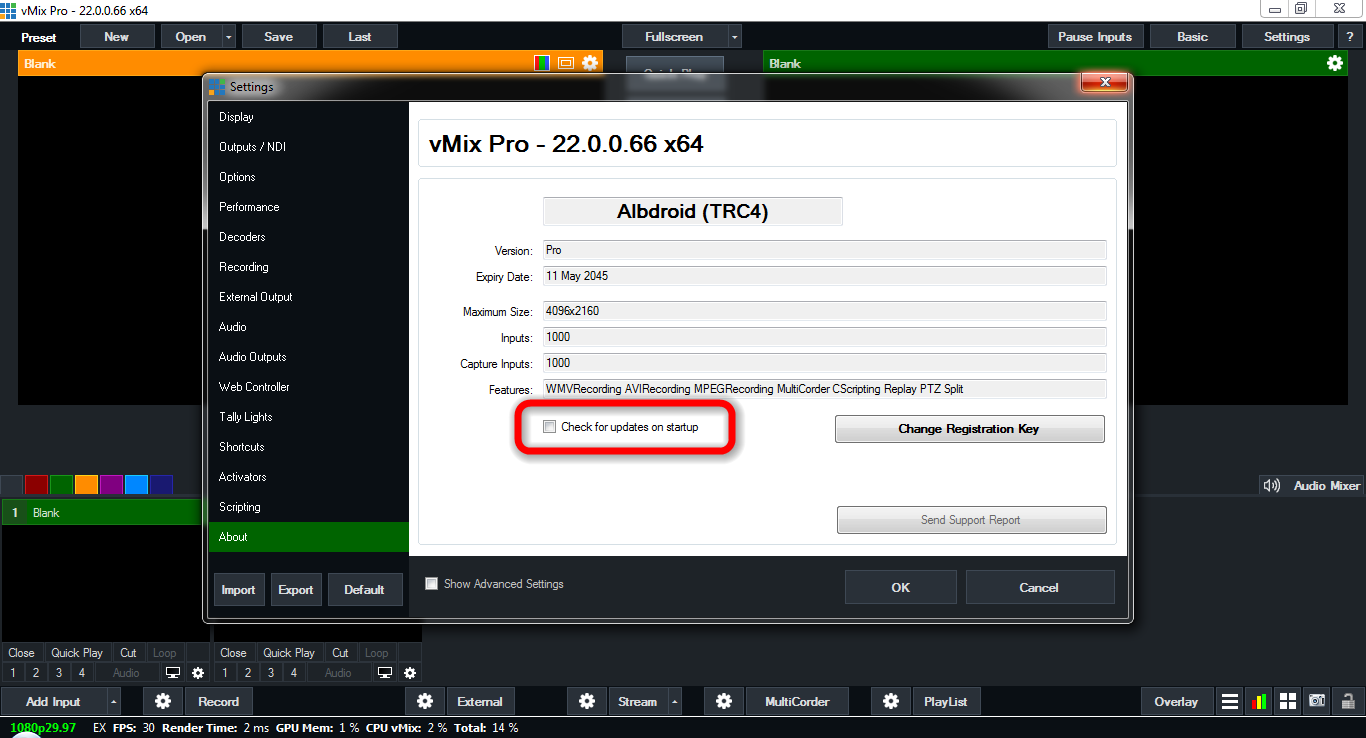 vMix Pro - 22.0.0.66 x64
Preset New Open Save Last Fullscreen Pause Inputs Basic Settings ?
Blank
Blank
Settings
Display
Outputs / NDI
Options
Performance
Decoders
Recording
External Output
Audio
Audio Outputs
Web Controller
Tally Lights
Shortcuts
Activators
Scripting
About
Import Export Default
vMix Pro - 22.0.0.66 x64
Albdroid (TRC4)
Version: Pro
Expiry Date: 11 May 2045
Maximum Size: 4096x2160
Inputs: 1000
Capture Inputs: 1000
Features: WMVRecording AVIRecording MPEGRecording MultiCorder CScripting Replay PTZ Split
Check for updates on startup Change Registration Key
Send Support Report
Show Advanced Settings OK Cancel
Audio Mixer
1 Blank
Close Quick Play Cut Loop Close Quick Play Cut Loop
1 2 3 4 Audio 1 2 3 4 Audio
Add Input Record External Stream MultiCorder PlayList Overlay
1080p29.97 EX FPS: 30 Render Time: 2 ms GPU Mem: 1 % CPU vMix: 2 % Total: 14 %